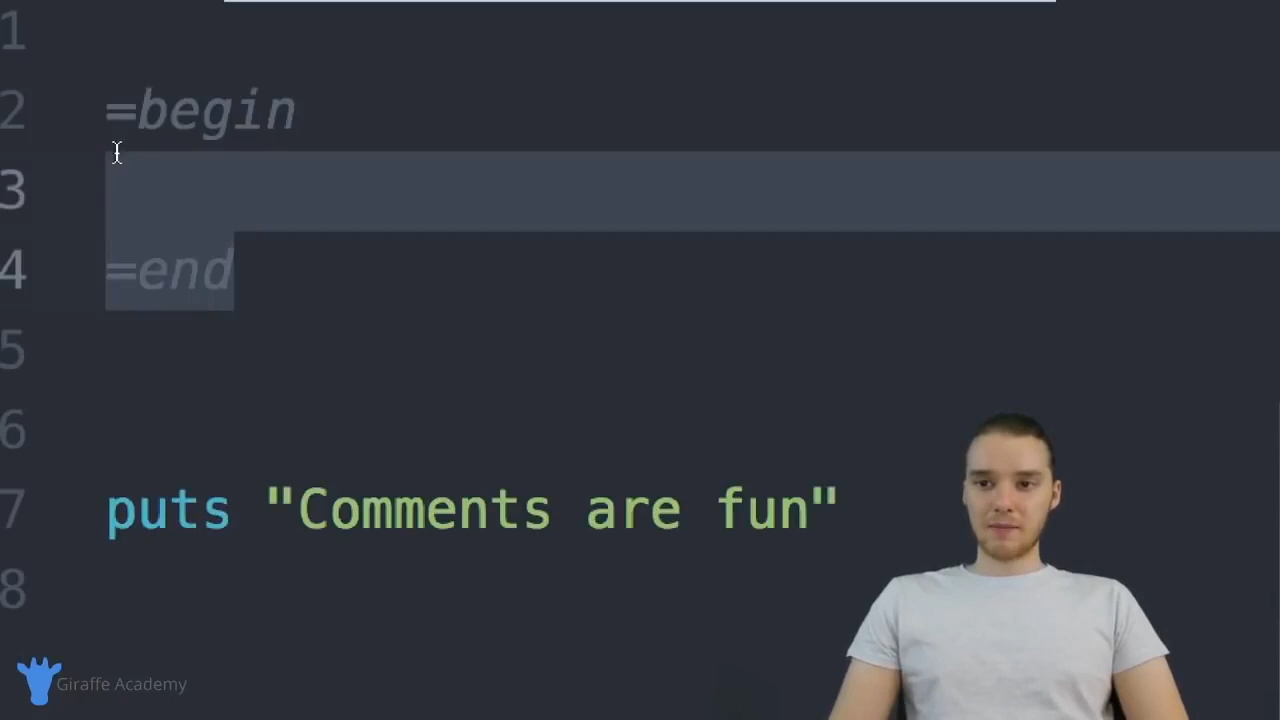 1
2 =begin
3
4 =end
5
6
7 puts "Comments are fun"
8
Giraffe Academy